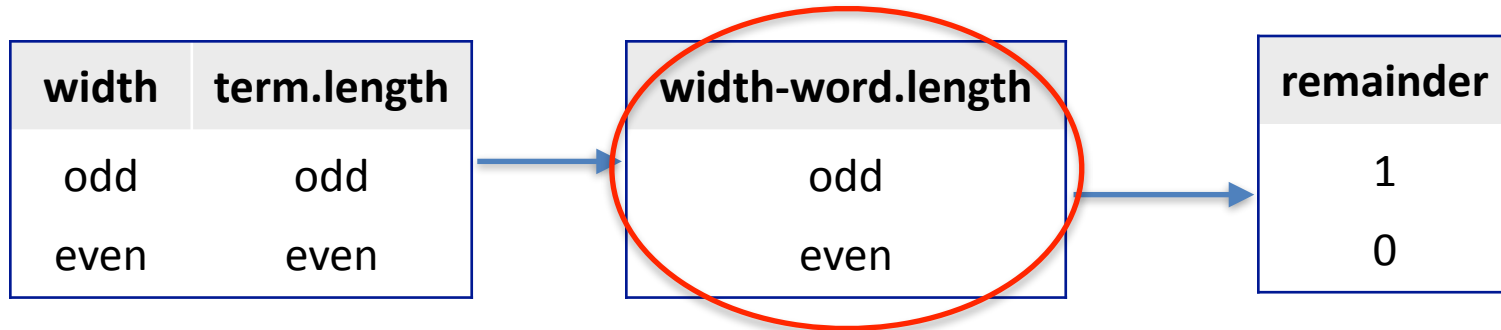 width term.length
odd odd
even even
width-word.length
odd
even
remainder
1
0